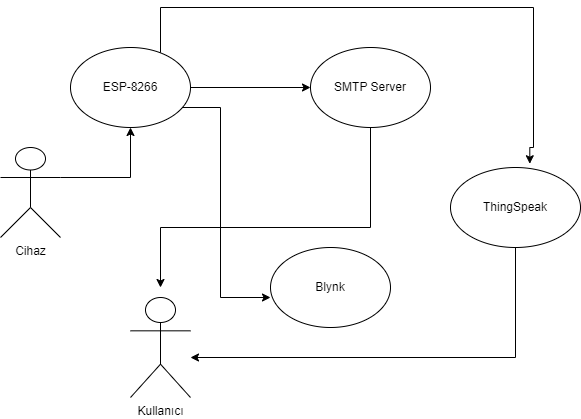 ESP-8266
SMTP Server
ThingSpeak
Cihaz
Blynk
Kullanıcı